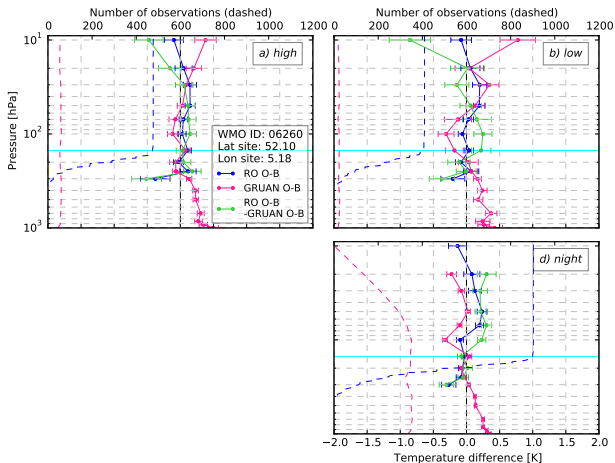 Number of observations (dashed)
Number of observations (dashed)
0 200 400 600 800 1000 1200
0 200 400 600 800 1000 1200
10¹
10²
10³
Pressure [hPa]
a) high
b) low
WMO ID: 06260
Lat site: 52.10
Lon site: 5.18
RO O-B
GRUAN O-B
RO O-B
-GRUAN O-B
d) night
−2.0 −1.5 −1.0 −0.5 0.0 0.5 1.0 1.5 2.0
Temperature difference [K]